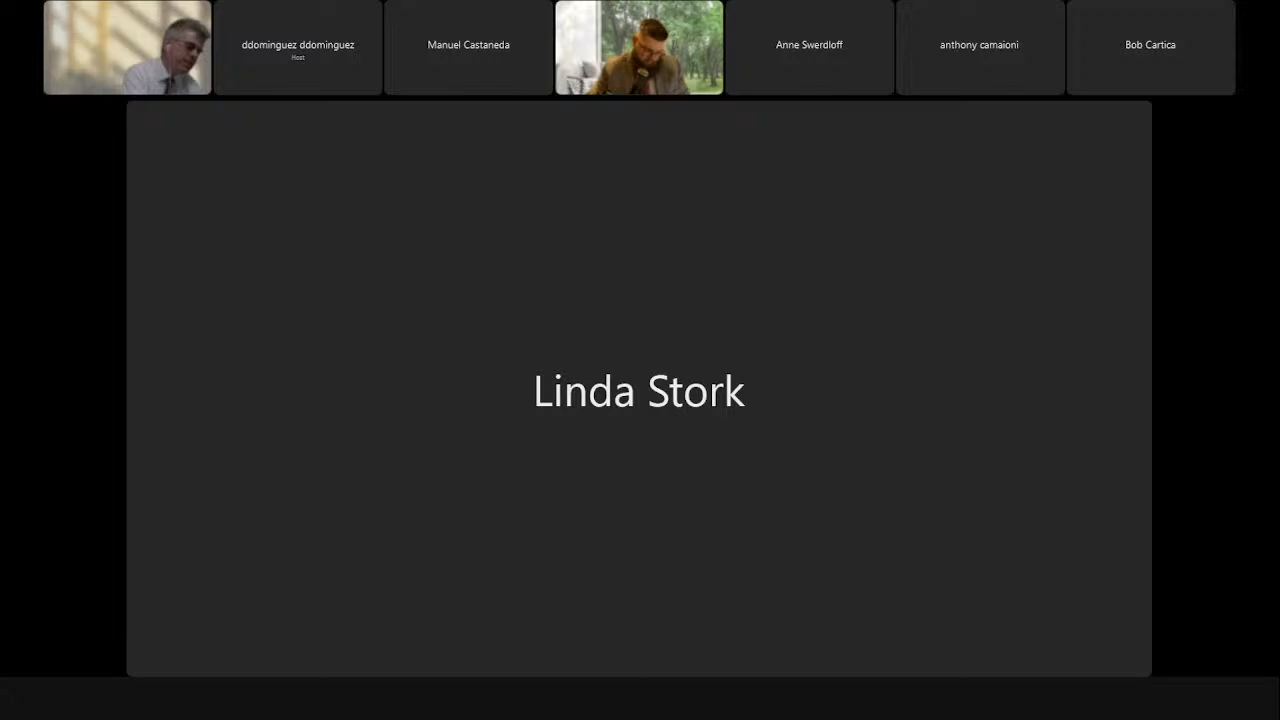 ddominguez ddominguez
Host
Manuel Castaneda
Anne Swerdloff
anthony camaioni
Bob Cartica
Linda Stork